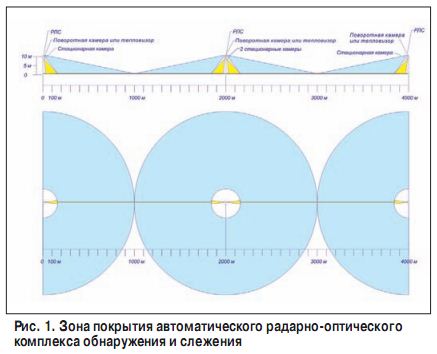 РЛС
Поворотная камера или тепловизор
Стационарная камера
РЛС
Поворотная камера или тепловизор
2 стационарные камеры
РЛС
Поворотная камера
или тепловизор
Стационарная камера
10 м
5 м
0
0 100 м 1000 м 2000 м 3000 м 4000 м
0 100 м 1000 м 2000 м 3000 м 4000 м
Рис. 1. Зона покрытия автоматического радарно-оптического
комплекса обнаружения и слежения